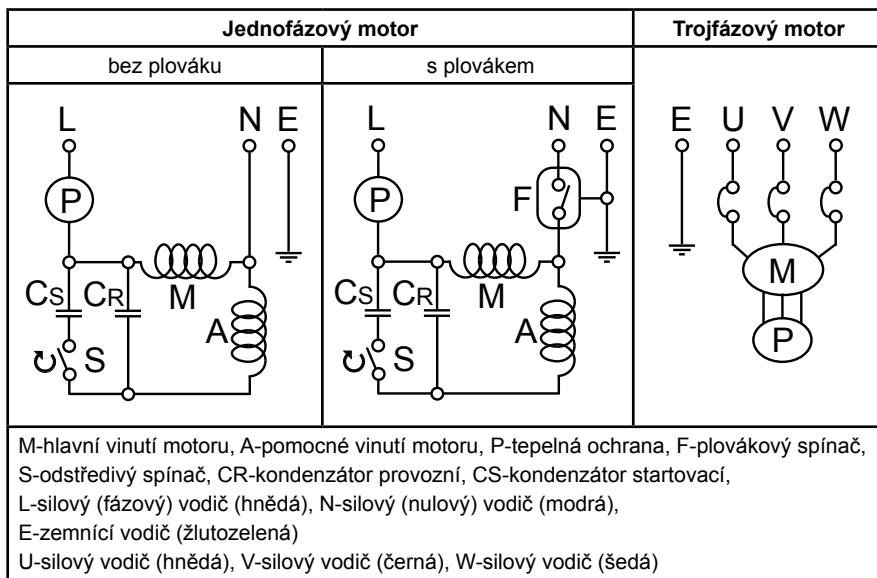 Jednofázový motor
Trojfázový motor
bez plováku
s plovákem
L N E
P
CS CR M
A
S
L N E
P
F
CS CR M
A
S
E U V W
M
P
M-hlavní vinutí motoru, A-pomocné vinutí motoru, P-tepelná ochrana, F-plovákový spínač,
S-odstředivý spínač, CR-kondenzátor provozní, CS-kondenzátor startovací,
L-silový (fázový) vodič (hnědá), N-silový (nulový) vodič (modrá),
E-zemnící vodič (žlutozelená)
U-silový vodič (hnědá), V-silový vodič (černá), W-silový vodič (šedá)